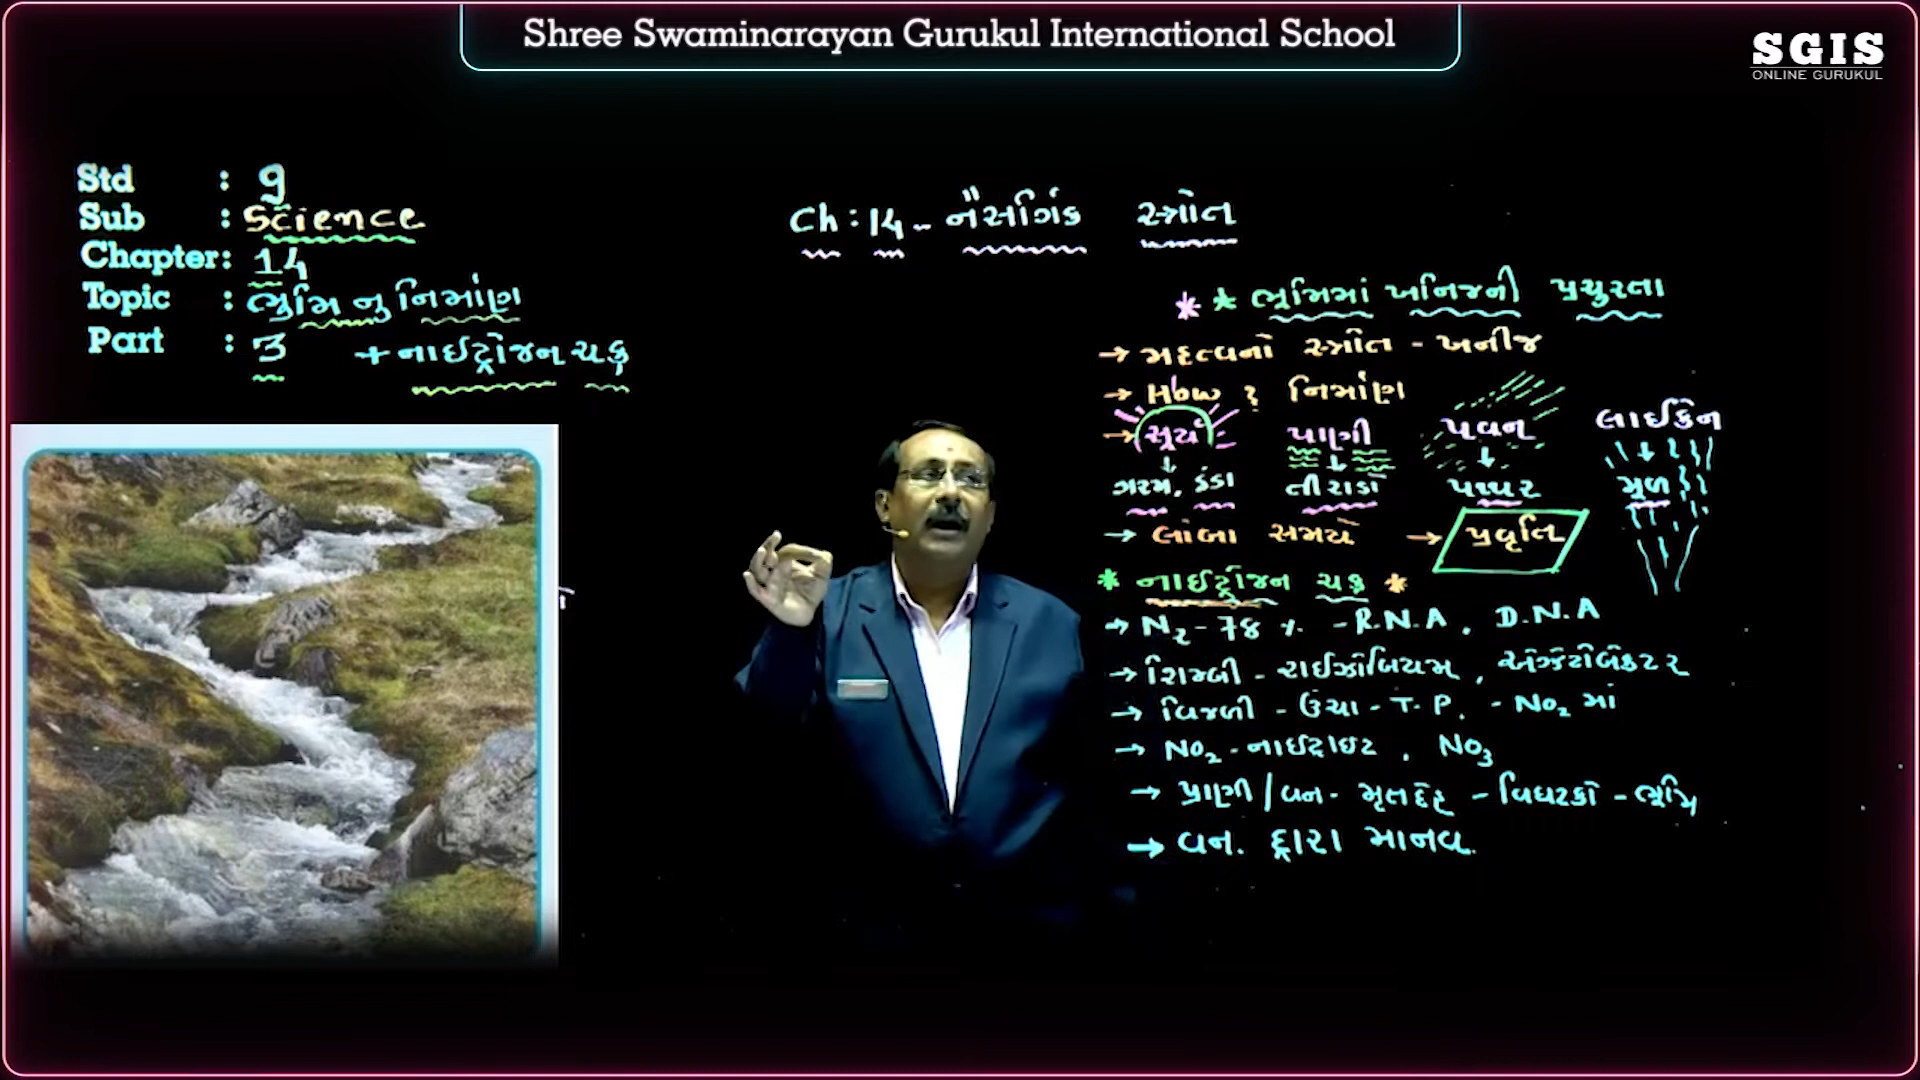 Shree Swaminarayan Gurukul International School
SGIS
ONLINE GURUKUL
Std : 9
Sub : Science
Chapter: 14
Topic : ભુમિ નુ નિર્માણ
Part : 3 + નાઈટ્રોજન ચક્ર
Ch : 14 - નૈસર્ગિક સ્ત્રોત
* * ભૂમિમાં ખનિજની પ્રચુરતા
→ મહત્વનો સ્ત્રોત - ખનીજ
→ How ? નિર્માણ
→ સૂર્ય પાણી પવન લાઈકેન
↓ ↓ ↓ ↓
ગરમ, ઠંડા તીરાડો પથ્થર મૂળ
→ લાંબા સમયે → પ્રવૃતિ
* નાઈટ્રોજન ચક્ર *
→ N₂ - 78 % - R.N.A , D.N.A
→ શિમ્બી - રાઈઝોબિયમ , એઝેટોબેક્ટર
→ વિજળી - ઉંચા - T. P. - NO₂ માં
→ NO₂ - નાઈટ્રાઇટ , NO₃
→ પ્રાણી / વન - મૃતદેહ - વિઘટકો - ભૂમિ
→ વન. દ્વારા માનવ.